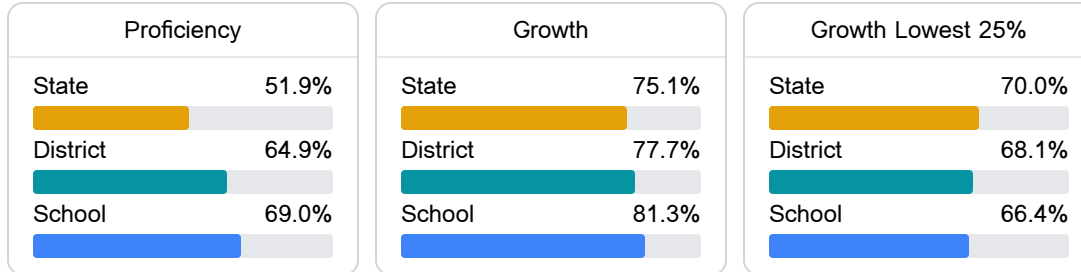 Proficiency
State 51.9%
District 64.9%
School 69.0%
Growth
State 75.1%
District 77.7%
School 81.3%
Growth Lowest 25%
State 70.0%
District 68.1%
School 66.4%